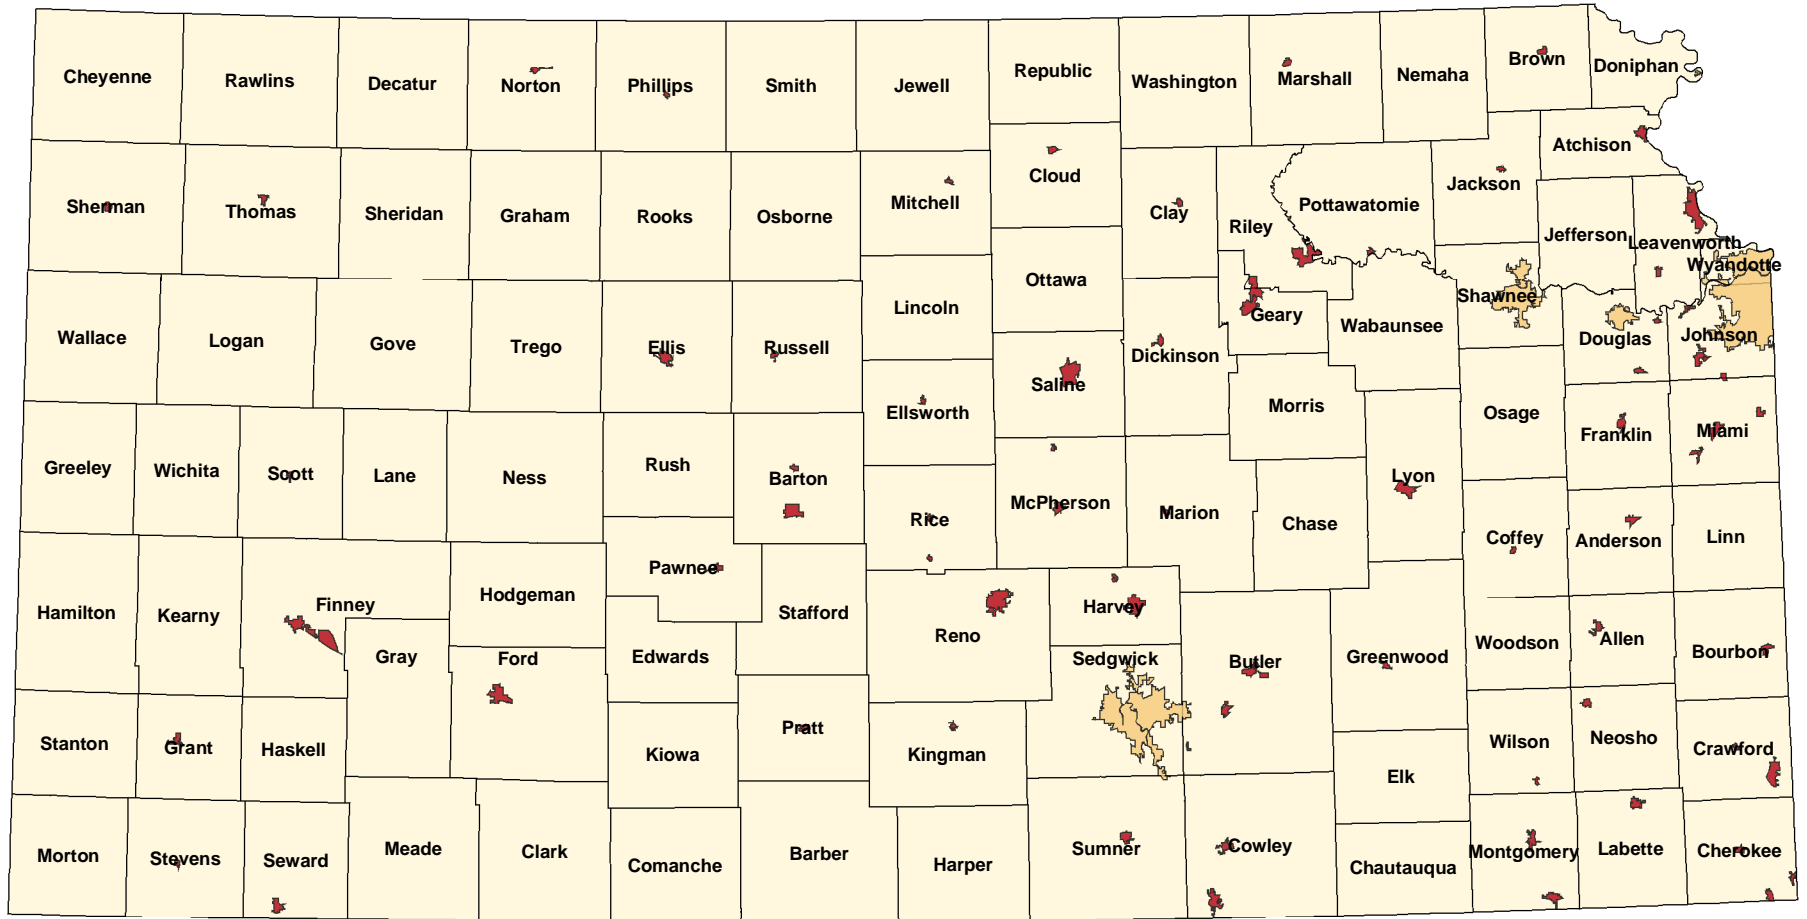 Cheyenne
Rawlins
Decatur
Norton
Phillips
Smith
Jewell
Republic
Washington
Marshall
Nemaha
Brown
Doniphan
Sherman
Thomas
Sheridan
Graham
Rooks
Osborne
Mitchell
Cloud
Clay
Riley
Pottawatomie
Jackson
Atchison
Jefferson
Leavenworth
Wyandotte
Wallace
Logan
Gove
Trego
Ellis
Russell
Lincoln
Ottawa
Saline
Dickinson
Geary
Wabaunsee
Shawnee
Douglas
Johnson
Greeley
Wichita
Scott
Lane
Ness
Rush
Barton
Ellsworth
Rice
McPherson
Marion
Morris
Chase
Lyon
Osage
Franklin
Miami
Coffey
Anderson
Linn
Hamilton
Kearny
Finney
Hodgeman
Pawnee
Stafford
Reno
Harvey
Gray
Ford
Edwards
Sedgwick
Butler
Greenwood
Woodson
Allen
Bourbon
Stanton
Grant
Haskell
Kiowa
Pratt
Kingman
Elk
Wilson
Neosho
Crawford
Morton
Stevens
Seward
Meade
Clark
Comanche
Barber
Harper
Sumner
Cowley
Chautauqua
Montgomery
Labette
Cherokee